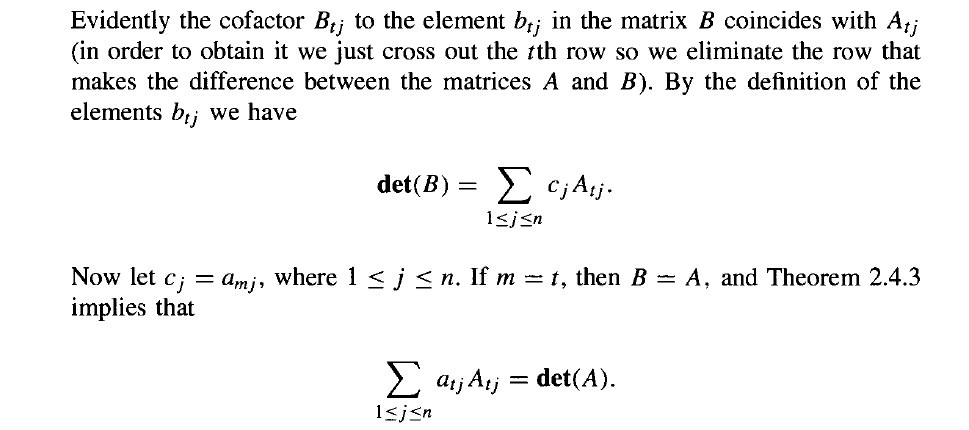 Evidently the cofactor B_{tj} to the element b_{tj} in the matrix B coincides with A_{tj}
(in order to obtain it we just cross out the tth row so we eliminate the row that
makes the difference between the matrices A and B). By the definition of the
elements b_{tj} we have
det(B) = ∑_{1≤j≤n} c_j A_{tj}.
Now let c_j = a_{mj}, where 1 ≤ j ≤ n. If m = t, then B = A, and Theorem 2.4.3
implies that
∑_{1≤j≤n} a_{tj} A_{tj} = det(A).